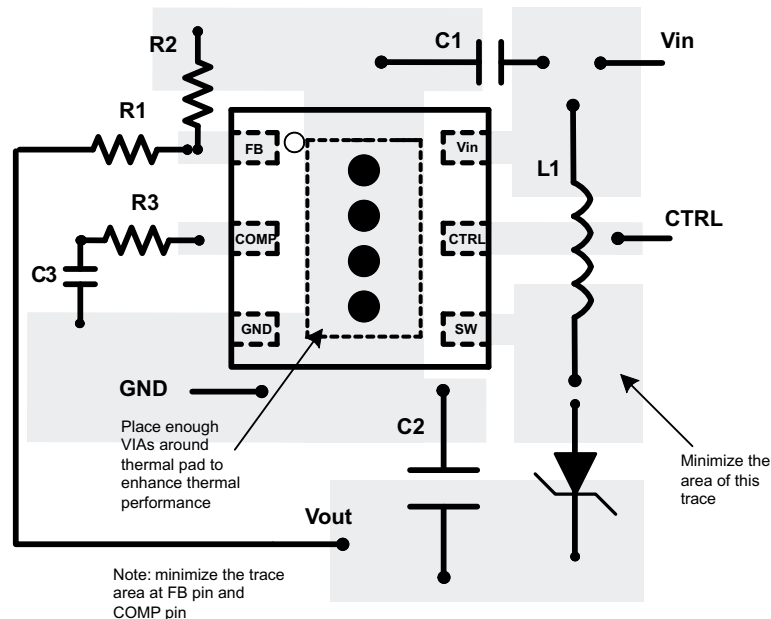 R2
C1
Vin
R1
FB
Vin
L1
R3
COMP
CTRL
CTRL
C3
GND
SW
GND
Place enough
VIAs around
thermal pad to
enhance thermal
performance
C2
Minimize the
area of this
trace
Vout
Note: minimize the trace
area at FB pin and
COMP pin